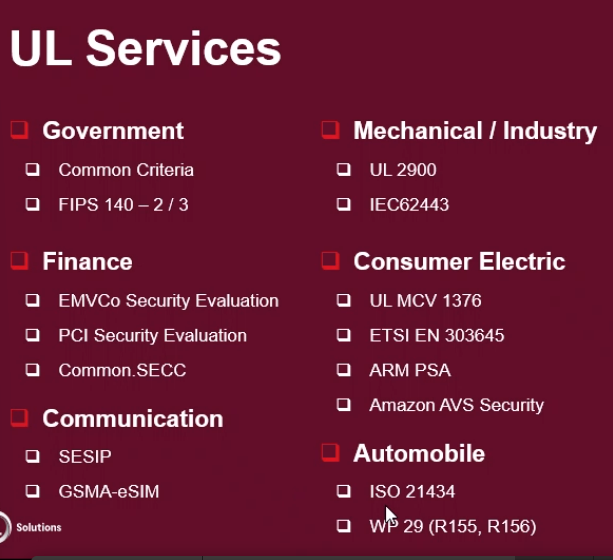 UL Services
Government
Common Criteria
FIPS 140 – 2 / 3
Finance
EMVCo Security Evaluation
PCI Security Evaluation
Common.SECC
Communication
SESIP
GSMA-eSIM
Solutions
Mechanical / Industry
UL 2900
IEC62443
Consumer Electric
UL MCV 1376
ETSI EN 303645
ARM PSA
Amazon AVS Security
Automobile
ISO 21434
WP 29 (R155, R156)